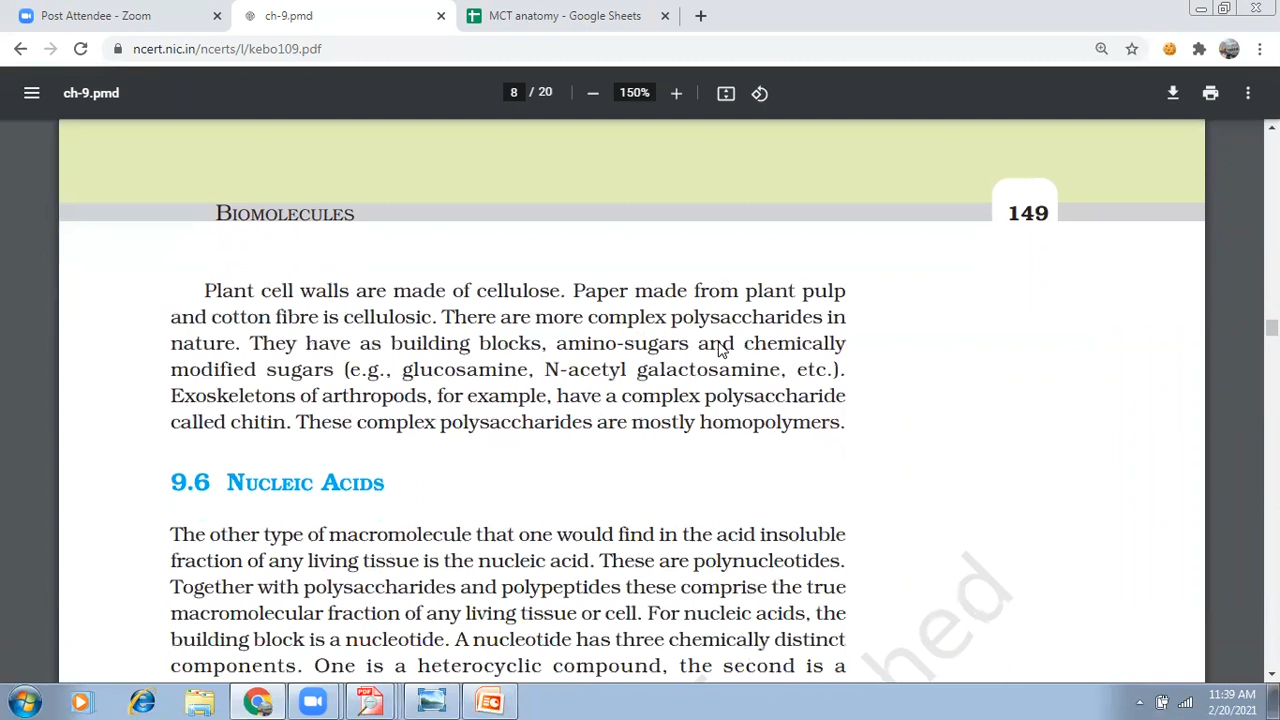 Post Attendee - Zoom
ch-9.pmd
MCT anatomy - Google Sheets
ncert.nic.in/ncerts/l/kebo109.pdf
ch-9.pmd
8 / 20
150%
BIOMOLECULES
149
Plant cell walls are made of cellulose. Paper made from plant pulp
and cotton fibre is cellulosic. There are more complex polysaccharides in
nature. They have as building blocks, amino-sugars and chemically
modified sugars (e.g., glucosamine, N-acetyl galactosamine, etc.).
Exoskeletons of arthropods, for example, have a complex polysaccharide
called chitin. These complex polysaccharides are mostly homopolymers.
9.6 NUCLEIC ACIDS
The other type of macromolecule that one would find in the acid insoluble
fraction of any living tissue is the nucleic acid. These are polynucleotides.
Together with polysaccharides and polypeptides these comprise the true
macromolecular fraction of any living tissue or cell. For nucleic acids, the
building block is a nucleotide. A nucleotide has three chemically distinct
components. One is a heterocyclic compound, the second is a
hed
11:39 AM
2/20/2021